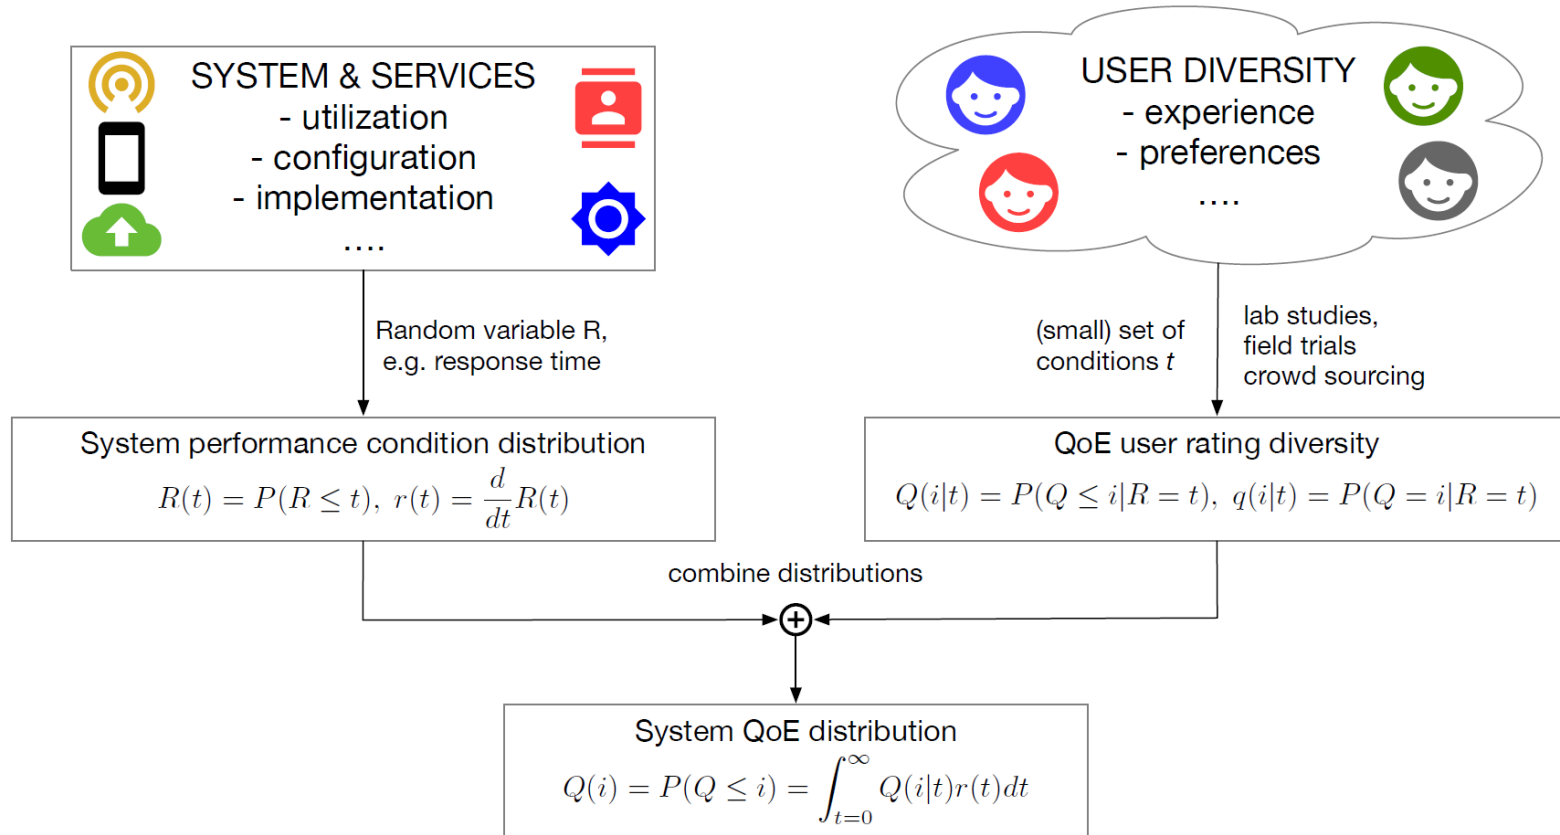 SYSTEM & SERVICES
- utilization
- configuration
- implementation
....
USER DIVERSITY
- experience
- preferences
....
Random variable R,
e.g. response time
(small) set of
conditions t
lab studies,
field trials
crowd sourcing
System performance condition distribution
R(t) = P(R ≤ t), r(t) = d/dt R(t)
QoE user rating diversity
Q(i|t) = P(Q ≤ i|R = t), q(i|t) = P(Q = i|R = t)
combine distributions
+
System QoE distribution
Q(i) = P(Q ≤ i) = ∫_{t=0}^{∞} Q(i|t)r(t)dt